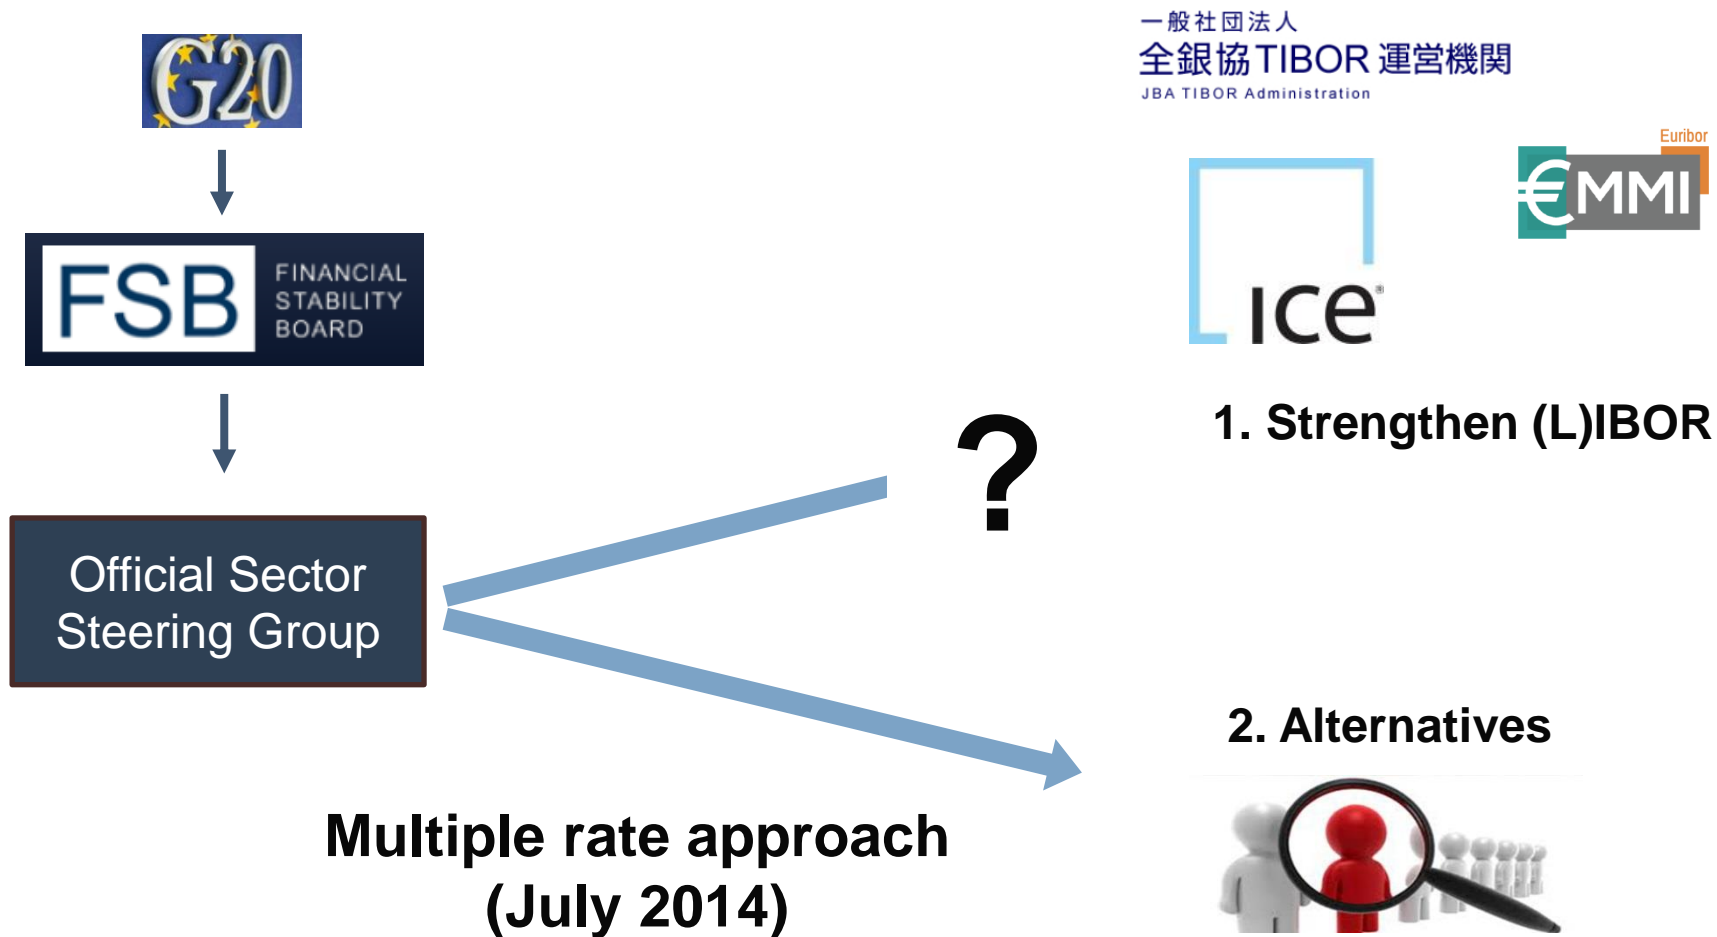 G20
FSB
FINANCIAL
STABILITY
BOARD
Official Sector
Steering Group
?
一般社団法人
全銀協TIBOR 運営機関
JBA TIBOR Administration
Euribor
€MMI
ice®
1. Strengthen (L)IBOR
2. Alternatives
Multiple rate approach
(July 2014)